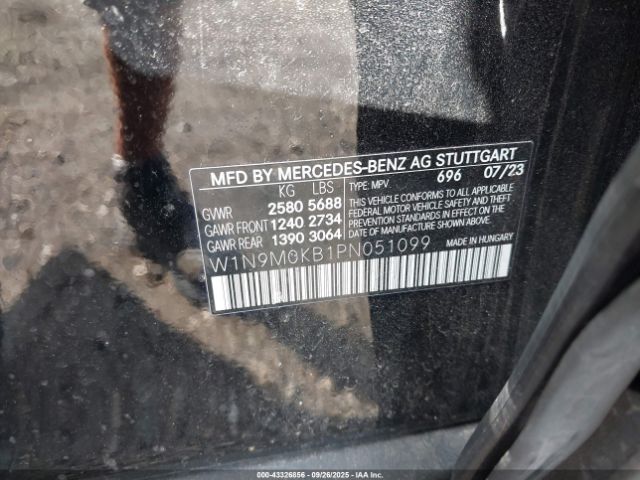 MFD BY MERCEDES-BENZ AG STUTTGART
KG LBS
GVWR 2580 5688
GAWR FRONT 1240 2734
GAWR REAR 1390 3064
TYPE: MPV 696 07/23
THIS VEHICLE CONFORMS TO ALL APPLICABLE
FEDERAL MOTOR VEHICLE SAFETY AND THEFT
PREVENTION STANDARDS IN EFFECT ON THE
DATE OF MANUFACTURE SHOWN ABOVE.
W1N9M0KB1PN051099
MADE IN HUNGARY
000-43326856 - 09/26/2025 - IAAI.COM